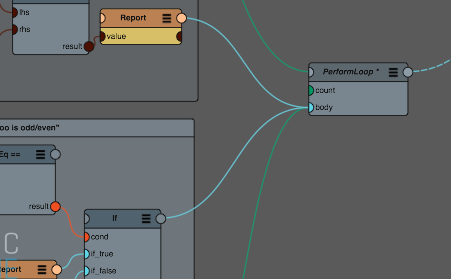 lhs
rhs
result
Report
value
PerformLoop *
count
body
oo is odd/even"
Eq ==
result
C
If
cond
if_true
if_false
eport